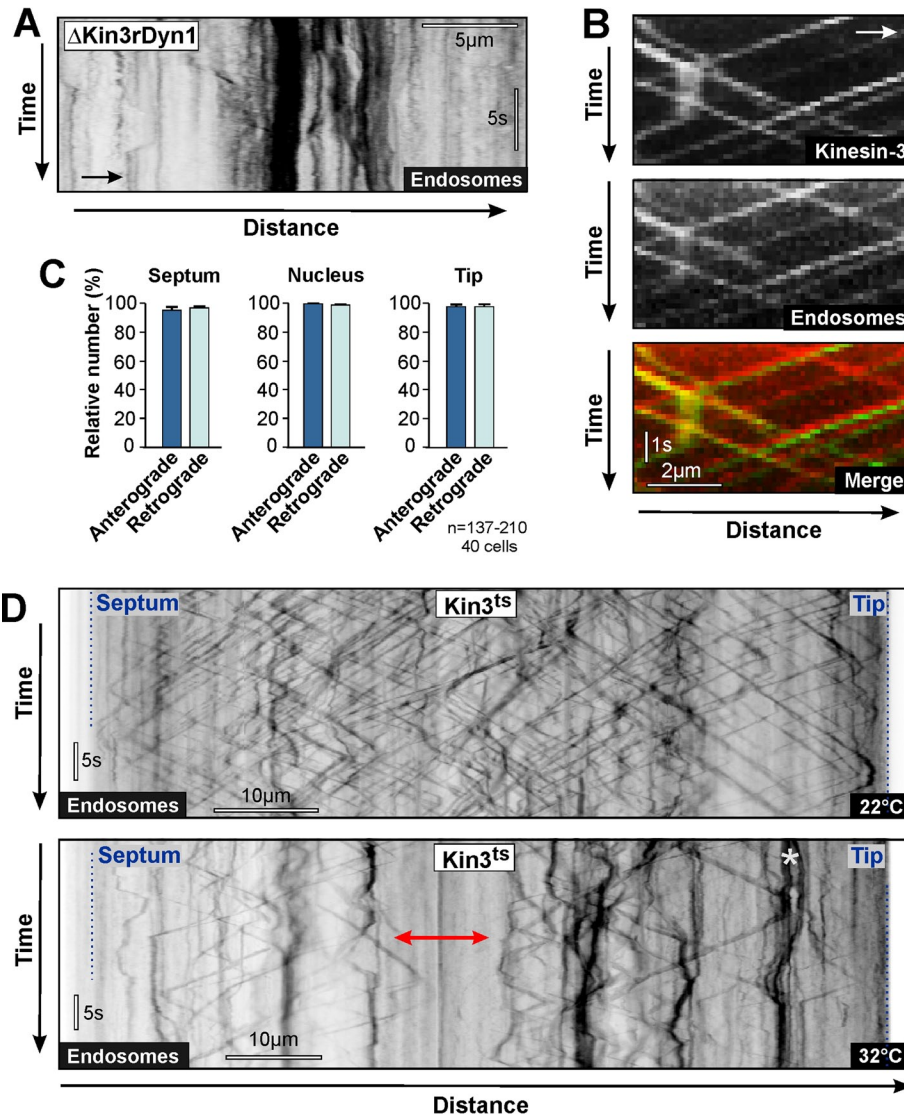 A
ΔKin3rDyn1
5µm
Time
5s
Endosomes
Distance
B
Time
Kinesin-3
Time
Endosomes
Time
1s
2µm
Merge
Distance
C
Septum
Nucleus
Tip
Relative number (%)
100
80
60
40
20
0
100
80
60
40
20
0
100
80
60
40
20
0
Anterograde
Retrograde
Anterograde
Retrograde
Anterograde
Retrograde
n=137-210
40 cells
D
Septum
Kin3ts
Tip
Time
5s
Endosomes
10µm
22°C
Septum
Kin3ts
*
Tip
Time
5s
Endosomes
10µm
32°C
Distance